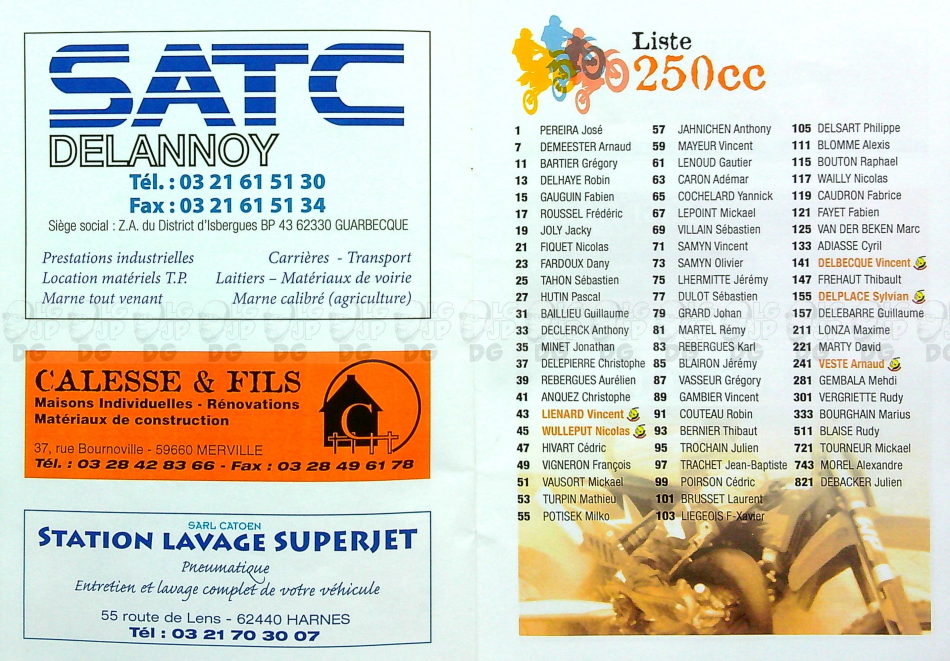 SATC
DELANNOY
Tél. : 03 21 61 51 30
Fax : 03 21 61 51 34
Siège social : Z.A. du District d'Isbergues BP 43 62330 GUARBECQUE
Prestations industrielles
Location matériels T.P.
Marne tout venant
Carrières - Transport
Laitiers – Matériaux de voirie
Marne calibré (agriculture)
CALESSE & FILS
Maisons Individuelles - Rénovations
Matériaux de construction
C
37, rue Bournoville - 59660 MERVILLE
Tél. : 03 28 42 83 66 - Fax : 03 28 49 61 78
SARL CATOEN
STATION LAVAGE SUPERJET
Pneumatique
Entretien et lavage complet de votre véhicule
55 route de Lens - 62440 HARNES
Tél : 03 21 70 30 07
Liste
250cc
1 PEREIRA José
7 DEMEESTER Arnaud
11 BARTIER Grégory
13 DELHAYE Robin
15 GAUGUIN Fabien
17 ROUSSEL Frédéric
19 JOLY Jacky
21 FIQUET Nicolas
23 FARDOUX Dany
25 TAHON Sébastien
27 HUTIN Pascal
31 BAILLIEU Guillaume
33 DECLERCK Anthony
35 MINET Jonathan
37 DELEPIERRE Christophe
39 REBERGUES Aurélien
41 ANQUEZ Christophe
43 LIENARD Vincent
45 WULLEPUT Nicolas
47 HIVART Cédric
49 VIGNERON François
51 VAUSORT Mickael
53 TURPIN Mathieu
55 POTISEK Milko
57 JAHNICHEN Anthony
59 MAYEUR Vincent
61 LENOUD Gautier
63 CARON Adémar
65 COCHELARD Yannick
67 LEPOINT Mickael
69 VILLAIN Sébastien
71 SAMYN Vincent
73 SAMYN Olivier
75 LHERMITTE Jérémy
77 DULOT Sébastien
79 GRARD Johan
81 MARTEL Rémy
83 REBERGUES Karl
85 BLAIRON Jérémy
87 VASSEUR Grégory
89 GAMBIER Vincent
91 COUTEAU Robin
93 BERNIER Thibaut
95 TROCHAIN Julien
97 TRACHET Jean-Baptiste
99 POIRSON Cédric
101 BRUSSET Laurent
103 LIEGEOIS F-Xavier
105 DELSART Philippe
111 BLOMME Alexis
115 BOUTON Raphael
117 WAILLY Nicolas
119 CAUDRON Fabrice
121 FAYET Fabien
125 VAN DER BEKEN Marc
133 ADIASSE Cyril
141 DELBECQUE Vincent
147 FREHAUT Thibault
155 DELPLACE Sylvian
157 DELEBARRE Guillaume
211 LONZA Maxime
221 MARTY David
241 VESTE Arnaud
281 GEMBALA Mehdi
301 VERGRIETTE Rudy
333 BOURGHAIN Marius
511 BLAISE Rudy
721 TOURNEUR Mickael
743 MOREL Alexandre
821 DEBACKER Julien